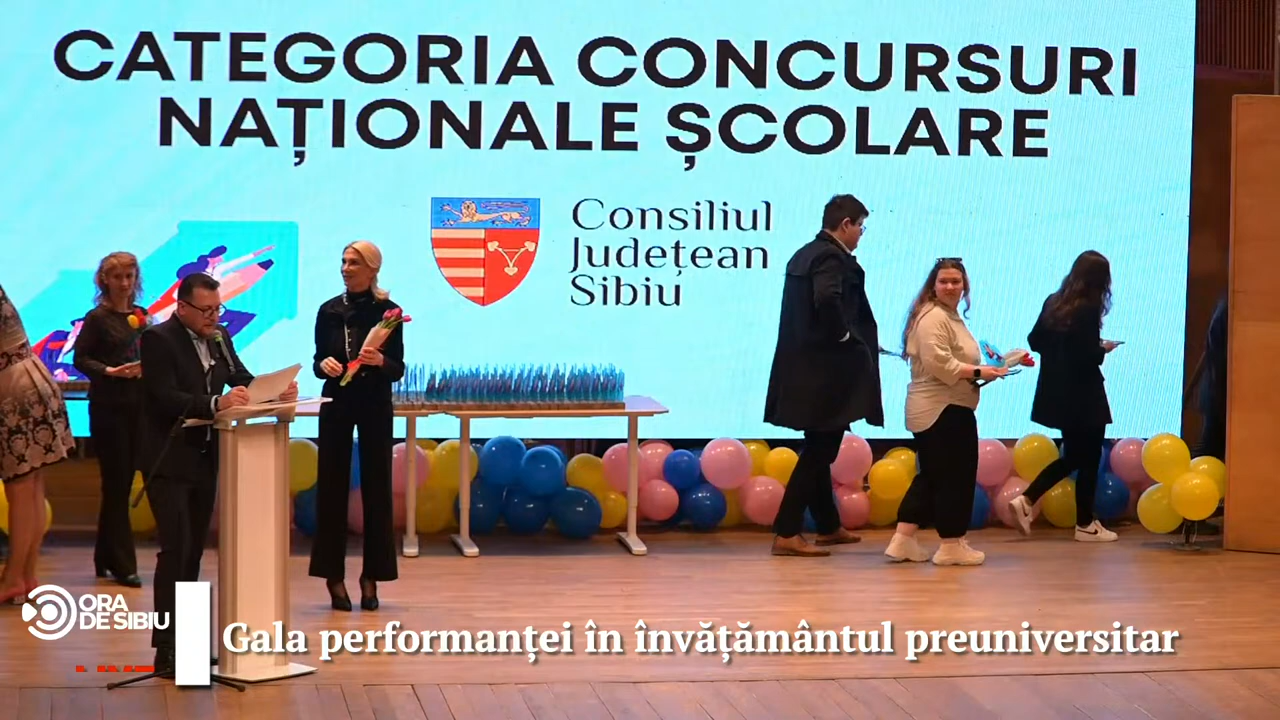 CATEGORIA CONCURSURI
NAȚIONALE ȘCOLARE
Consiliul
Județean
Sibiu
ORA
DE SIBIU
Gala performanței în învățământul preuniversitar